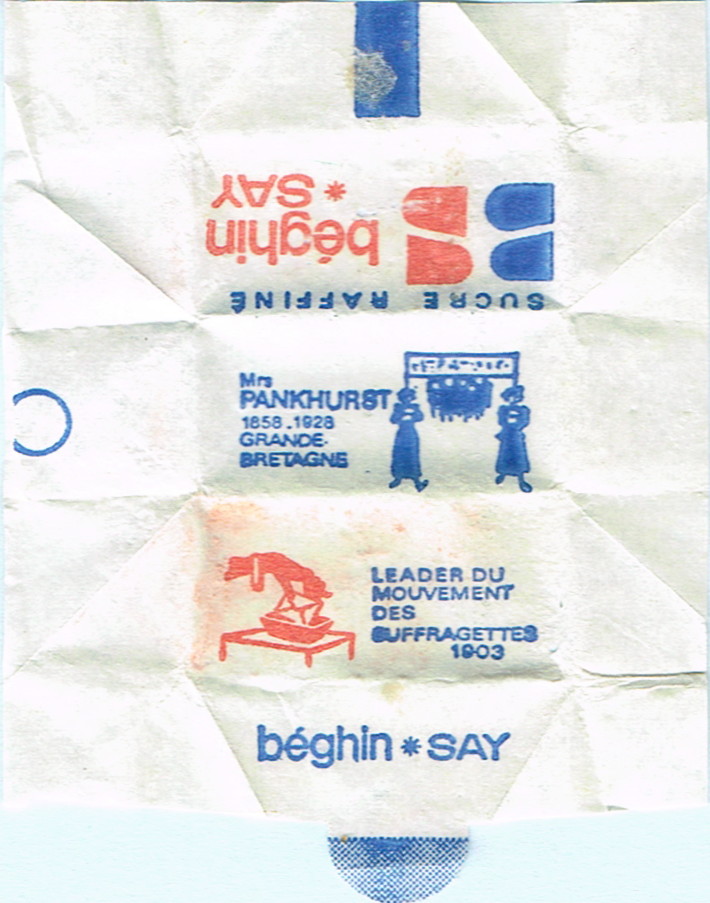 béghin
* SAY
SUCRE RAFFINÉ
Mrs
PANKHURST
1858.1928
GRANDE-
BRETAGNE
LEADER DU
MOUVEMENT
DES
SUFFRAGETTES
1903
béghin * SAY